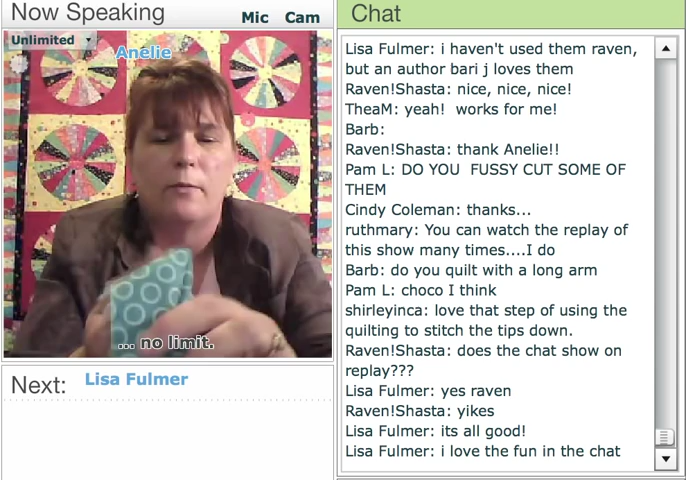 Now Speaking
Mic Cam
Unlimited
Anelie
... no limit.
Next: Lisa Fulmer
Chat
Lisa Fulmer: i haven't used them raven,
but an author bari j loves them
Raven!Shasta: nice, nice, nice!
TheaM: yeah!  works for me!
Barb:
Raven!Shasta: thank Anelie!!
Pam L: DO YOU  FUSSY CUT SOME OF
THEM
Cindy Coleman: thanks...
ruthmary: You can watch the replay of
this show many times....I do
Barb: do you quilt with a long arm
Pam L: choco I think
shirleyinca: love that step of using the
quilting to stitch the tips down.
Raven!Shasta: does the chat show on
replay???
Lisa Fulmer: yes raven
Raven!Shasta: yikes
Lisa Fulmer: its all good!
Lisa Fulmer: i love the fun in the chat